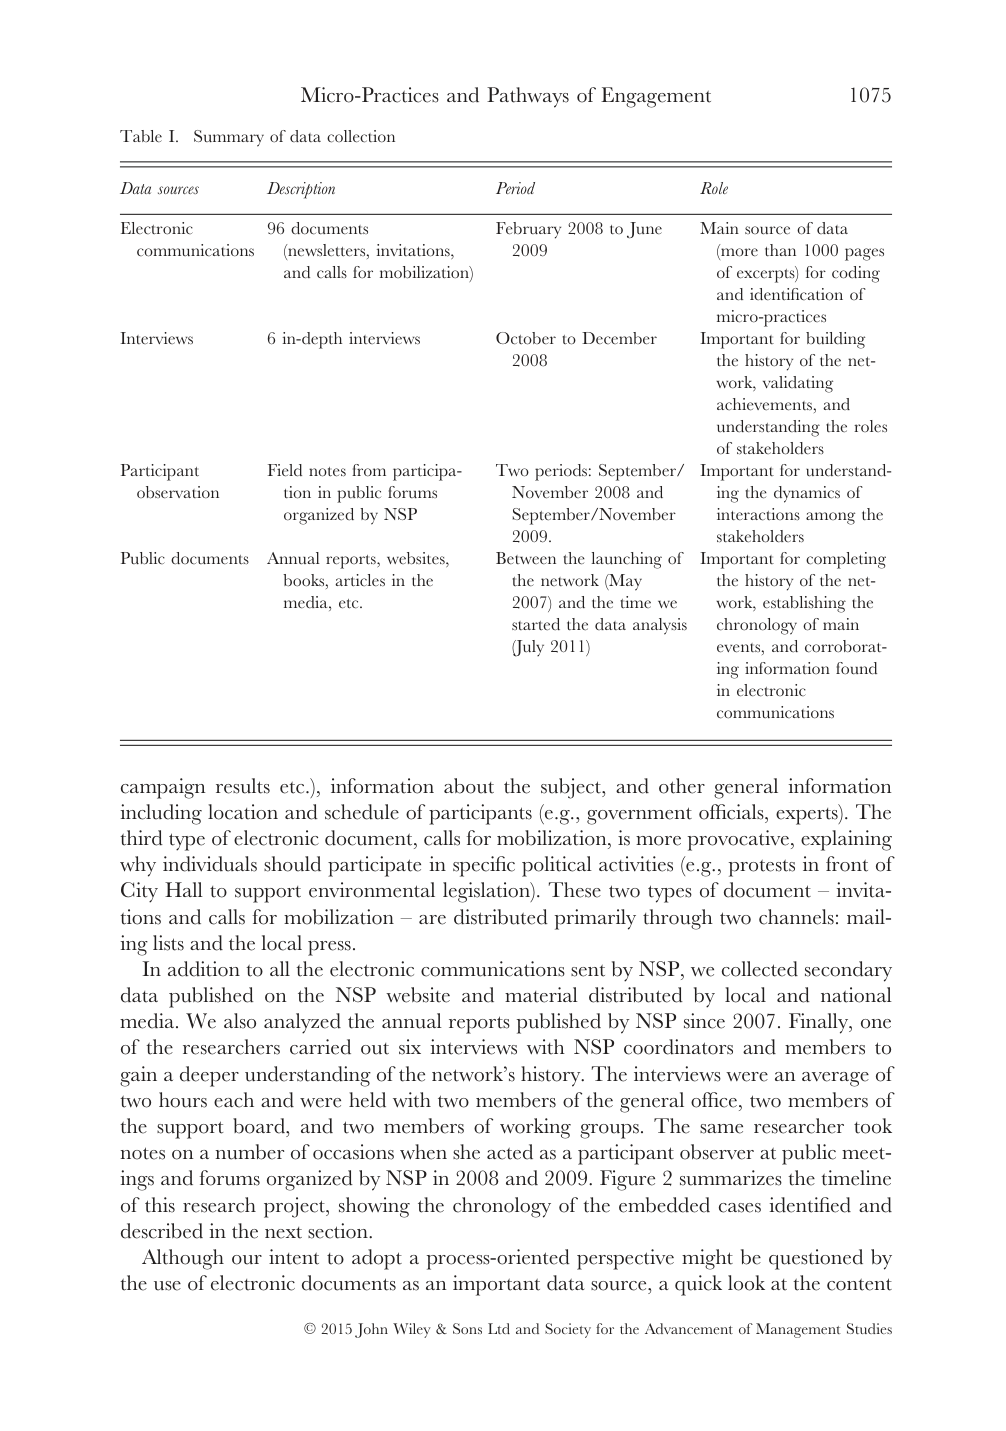 Micro-Practices and Pathways of Engagement 1075
Table I. Summary of data collection
Data sources Description Period Role
Electronic communications 96 documents (newsletters, invitations, and calls for mobilization) February 2008 to June 2009 Main source of data (more than 1000 pages of excerpts) for coding and identification of micro-practices
Interviews 6 in-depth interviews October to December 2008 Important for building the history of the net-work, validating achievements, and understanding the roles of stakeholders
Participant observation Field notes from participa-tion in public forums organized by NSP Two periods: September/November 2008 and September/November 2009. Important for understand-ing the dynamics of interactions among the stakeholders
Public documents Annual reports, websites, books, articles in the media, etc. Between the launching of the network (May 2007) and the time we started the data analysis (July 2011) Important for completing the history of the net-work, establishing the chronology of main events, and corroborat-ing information found in electronic communications
campaign results etc.), information about the subject, and other general information
including location and schedule of participants (e.g., government officials, experts). The
third type of electronic document, calls for mobilization, is more provocative, explaining
why individuals should participate in specific political activities (e.g., protests in front of
City Hall to support environmental legislation). These two types of document – invita-
tions and calls for mobilization – are distributed primarily through two channels: mail-
ing lists and the local press.
In addition to all the electronic communications sent by NSP, we collected secondary
data published on the NSP website and material distributed by local and national
media. We also analyzed the annual reports published by NSP since 2007. Finally, one
of the researchers carried out six interviews with NSP coordinators and members to
gain a deeper understanding of the network's history. The interviews were an average of
two hours each and were held with two members of the general office, two members of
the support board, and two members of working groups. The same researcher took
notes on a number of occasions when she acted as a participant observer at public meet-
ings and forums organized by NSP in 2008 and 2009. Figure 2 summarizes the timeline
of this research project, showing the chronology of the embedded cases identified and
described in the next section.
Although our intent to adopt a process-oriented perspective might be questioned by
the use of electronic documents as an important data source, a quick look at the content
© 2015 John Wiley & Sons Ltd and Society for the Advancement of Management Studies